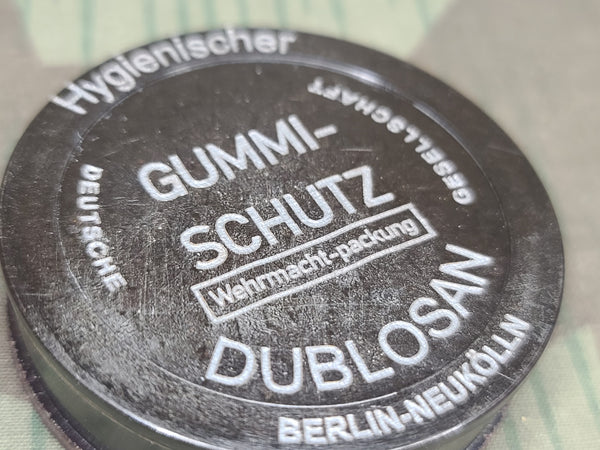 Hygienischer
GUMMI-
SCHUTZ
Wehrmacht-packung
DUBLOSAN
DEUTSCHE
GESELLSCHAFT
BERLIN-NEUKÖLLN